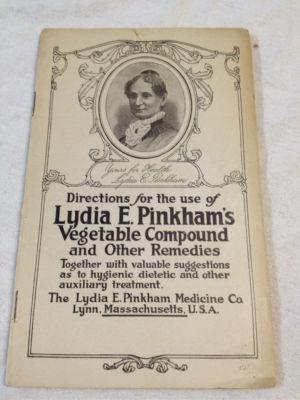 Yours for Health
Lydia E. Pinkham
Directions for the use of
Lydia E. Pinkham's
Vegetable Compound
and Other Remedies
Together with valuable suggestions
as to hygienic dietetic and other
auxiliary treatment.
The Lydia E. Pinkham Medicine Co
Lynn, Massachusetts, U.S.A.